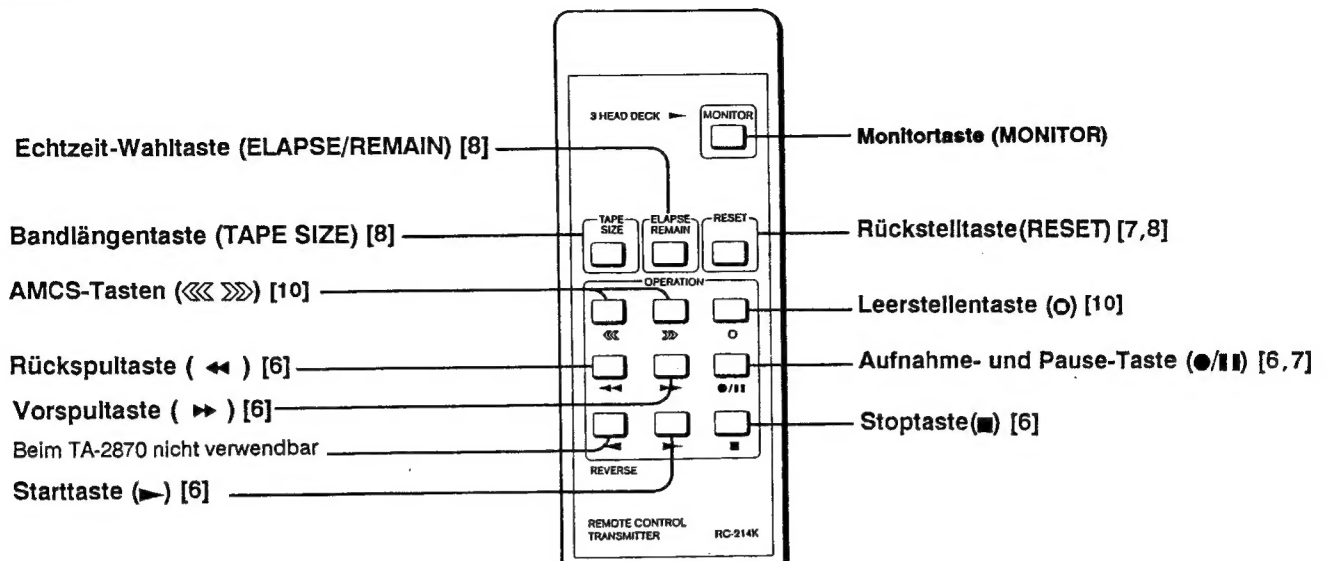 3 HEAD DECK ►
MONITOR
Echtzeit-Wahltaste (ELAPSE/REMAIN) [8]
Monitortaste (MONITOR)
TAPE
SIZE
ELAPSE
REMAIN
RESET
Bandlängentaste (TAPE SIZE) [8]
Rückstelltaste(RESET) [7,8]
OPERATION
AMCS-Tasten (⋘ ⋙) [10]
Leerstellentaste (O) [10]
⋘ ⋙ O
Rückspultaste ( ◄◄ ) [6]
Aufnahme- und Pause-Taste (●/▮▮) [6,7]
◄◄ ►► ●/▮▮
Vorspultaste ( ►► ) [6]
Stoptaste(■) [6]
Beim TA-2870 nicht verwendbar
◄ ► ■
REVERSE
Starttaste (►) [6]
REMOTE CONTROL
TRANSMITTER
RC-214K